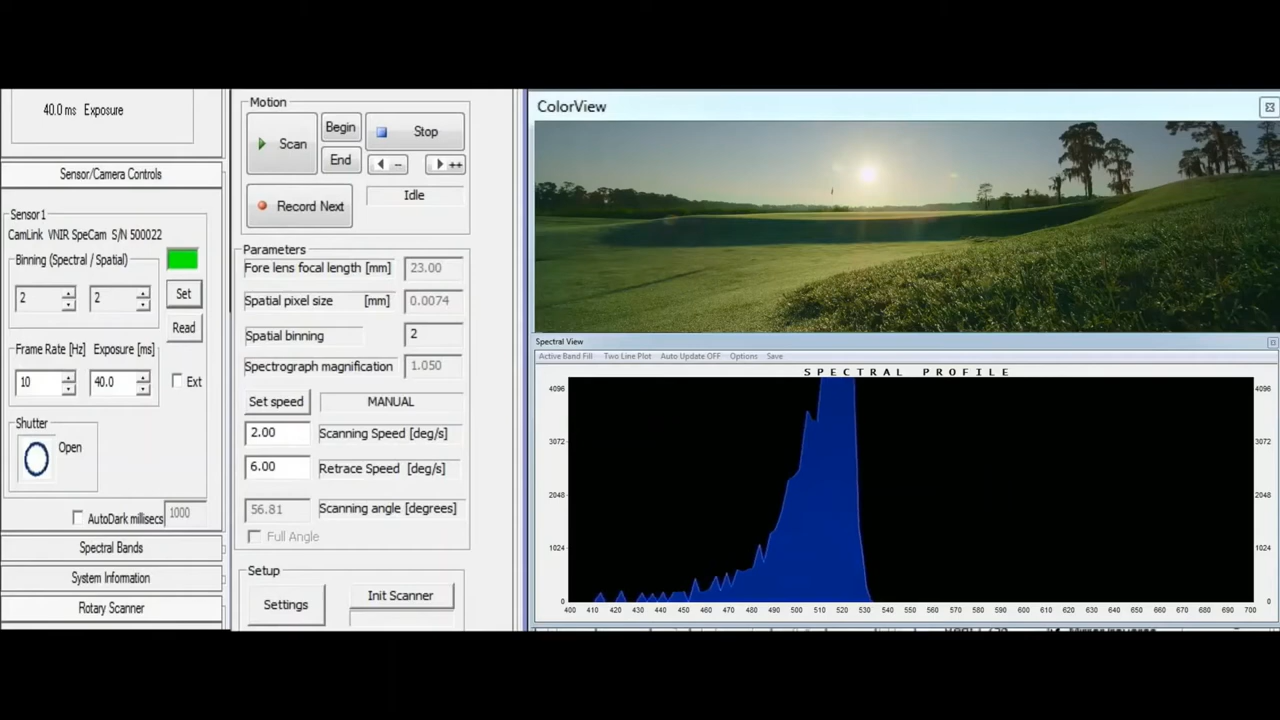 40.0 ms Exposure
Sensor/Camera Controls
Sensor1
CamLink VNIR SpeCam S/N 500022
Binning (Spectral / Spatial)
2 2 Set
Read
Frame Rate [Hz] Exposure [ms]
10 40.0 Ext
Shutter
Open
AutoDark millisecs 1000
Spectral Bands
System Information
Rotary Scanner
Motion
Scan Begin Stop
End − ++
Record Next Idle
Parameters
Fore lens focal length [mm] 23.00
Spatial pixel size [mm] 0.0074
Spatial binning 2
Spectrograph magnification 1.050
Set speed MANUAL
2.00 Scanning Speed [deg/s]
6.00 Retrace Speed [deg/s]
56.81 Scanning angle [degrees]
Full Angle
Setup
Settings Init Scanner
ColorView
Spectral View
Active Band Fill Two Line Plot Auto Update OFF Options Save
SPECTRAL PROFILE
4096 4096
3072 3072
2048 2048
1024 1024
0 0
400 410 420 430 440 450 460 470 480 490 500 510 520 530 540 550 560 570 580 590 600 610 620 630 640 650 660 670 680 690 700